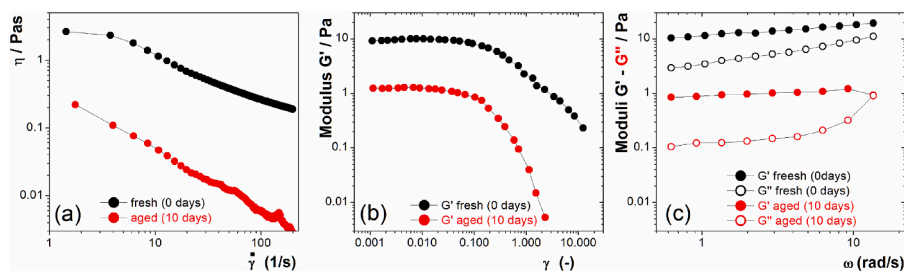 η / Pas
1
0.1
0.01
1
10
100
γ̇ (1/s)
fresh (0 days)
aged (10 days)
(a)
Modulus G' / Pa
10
1
0.1
0.01
0.001
0.010
0.100
1.000
10.000
γ (-)
G' fresh (0 days)
G' aged (10 days)
(b)
Moduli G' - G" / Pa
10
1
0.1
1
10
ω (rad/s)
G' fresh (0days)
G" fresh (0 days)
G' aged (10 days)
G" aged (10 days)
(c)